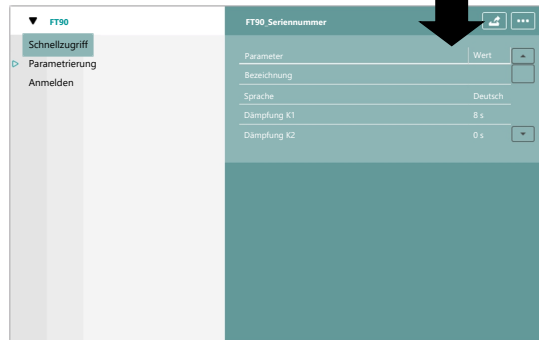 FT90
Schnellzugriff
Parametrierung
Anmelden
FT90_Seriennummer
Parameter Wert
Bezeichnung
Sprache Deutsch
Dämpfung K1 8 s
Dämpfung K2 0 s